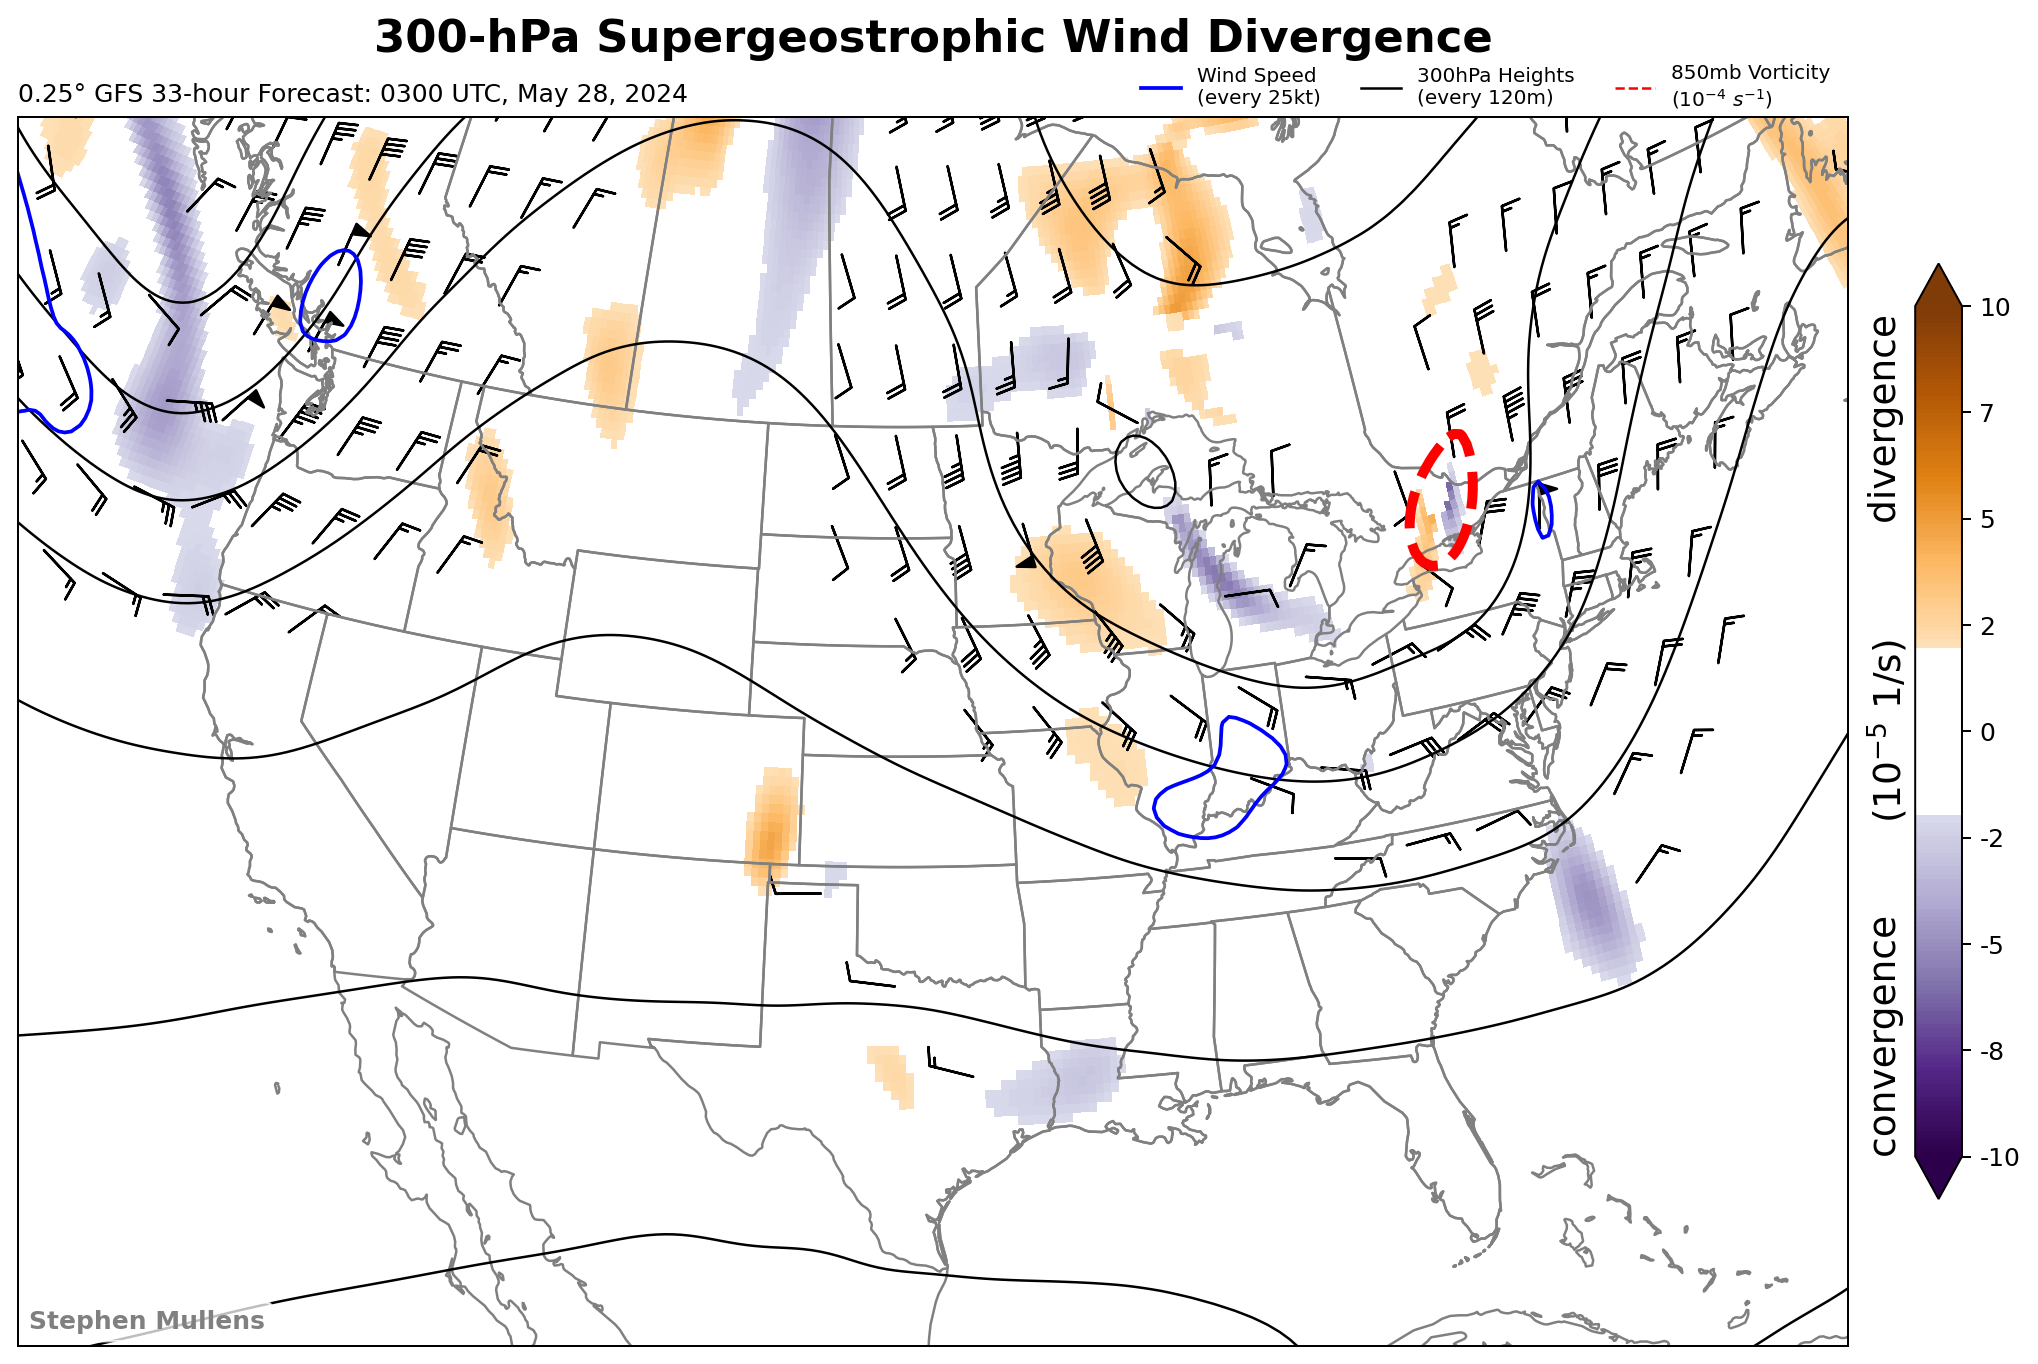 300-hPa Supergeostrophic Wind Divergence
0.25° GFS 33-hour Forecast: 0300 UTC, May 28, 2024
Wind Speed
(every 25kt)
300hPa Heights
(every 120m)
850mb Vorticity
(10⁻⁴ s⁻¹)
10
7
5
2
0
-2
-5
-8
-10
convergence (10⁻⁵ 1/s) divergence
Stephen Mullens